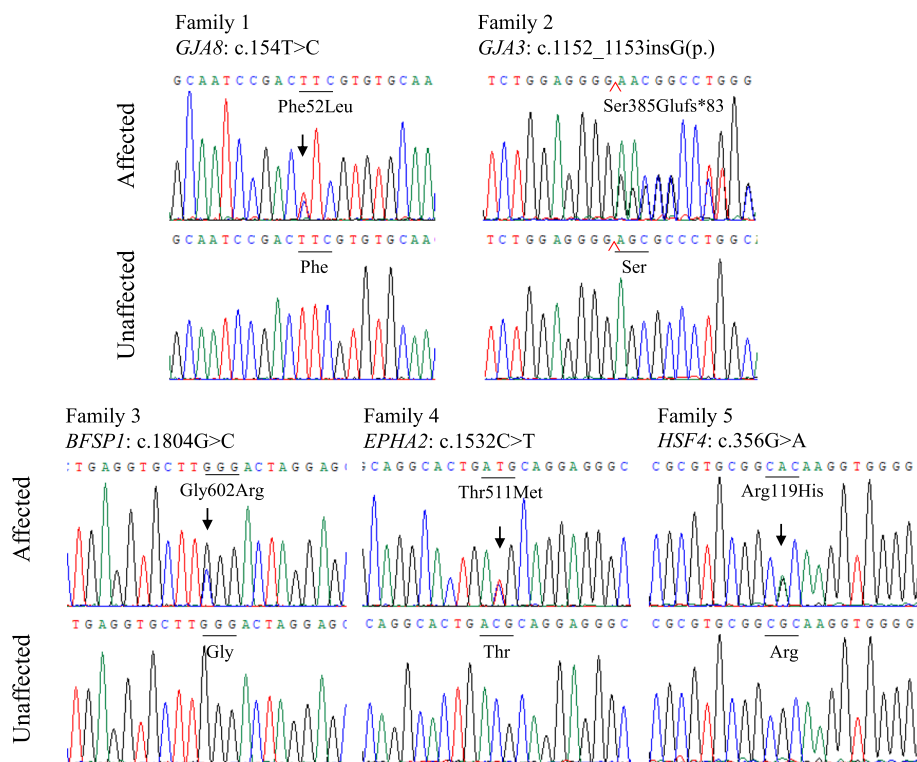 Family 1
GJA8: c.154T>C
Family 2
GJA3: c.1152_1153insG(p.)
Affected
GCAATCCGACTTCGTGTGCAA
Phe52Leu
TCTGGAGGGGAACGGCCTGGG
Ser385Glufs*83
Unaffected
GCAATCCGACTTCGTGTGCAA
Phe
TCTGGAGGGGAGCGCCCTGGC
Ser
Family 3
BFSP1: c.1804G>C
Family 4
EPHA2: c.1532C>T
Family 5
HSF4: c.356G>A
Affected
TGAGGTGCTTGGGACTAGGAG
Gly602Arg
GCAGGCACTGATGCAGGAGGGC
Thr511Met
CGCGTGCGGCACAAGGTGGGG
Arg119His
Unaffected
TGAGGTGCTTGGGACTAGGAGC
Gly
CAGGCACTGACGCAGGAGGGC
Thr
CGCGTGCGGCGCAAGGTGGGG
Arg